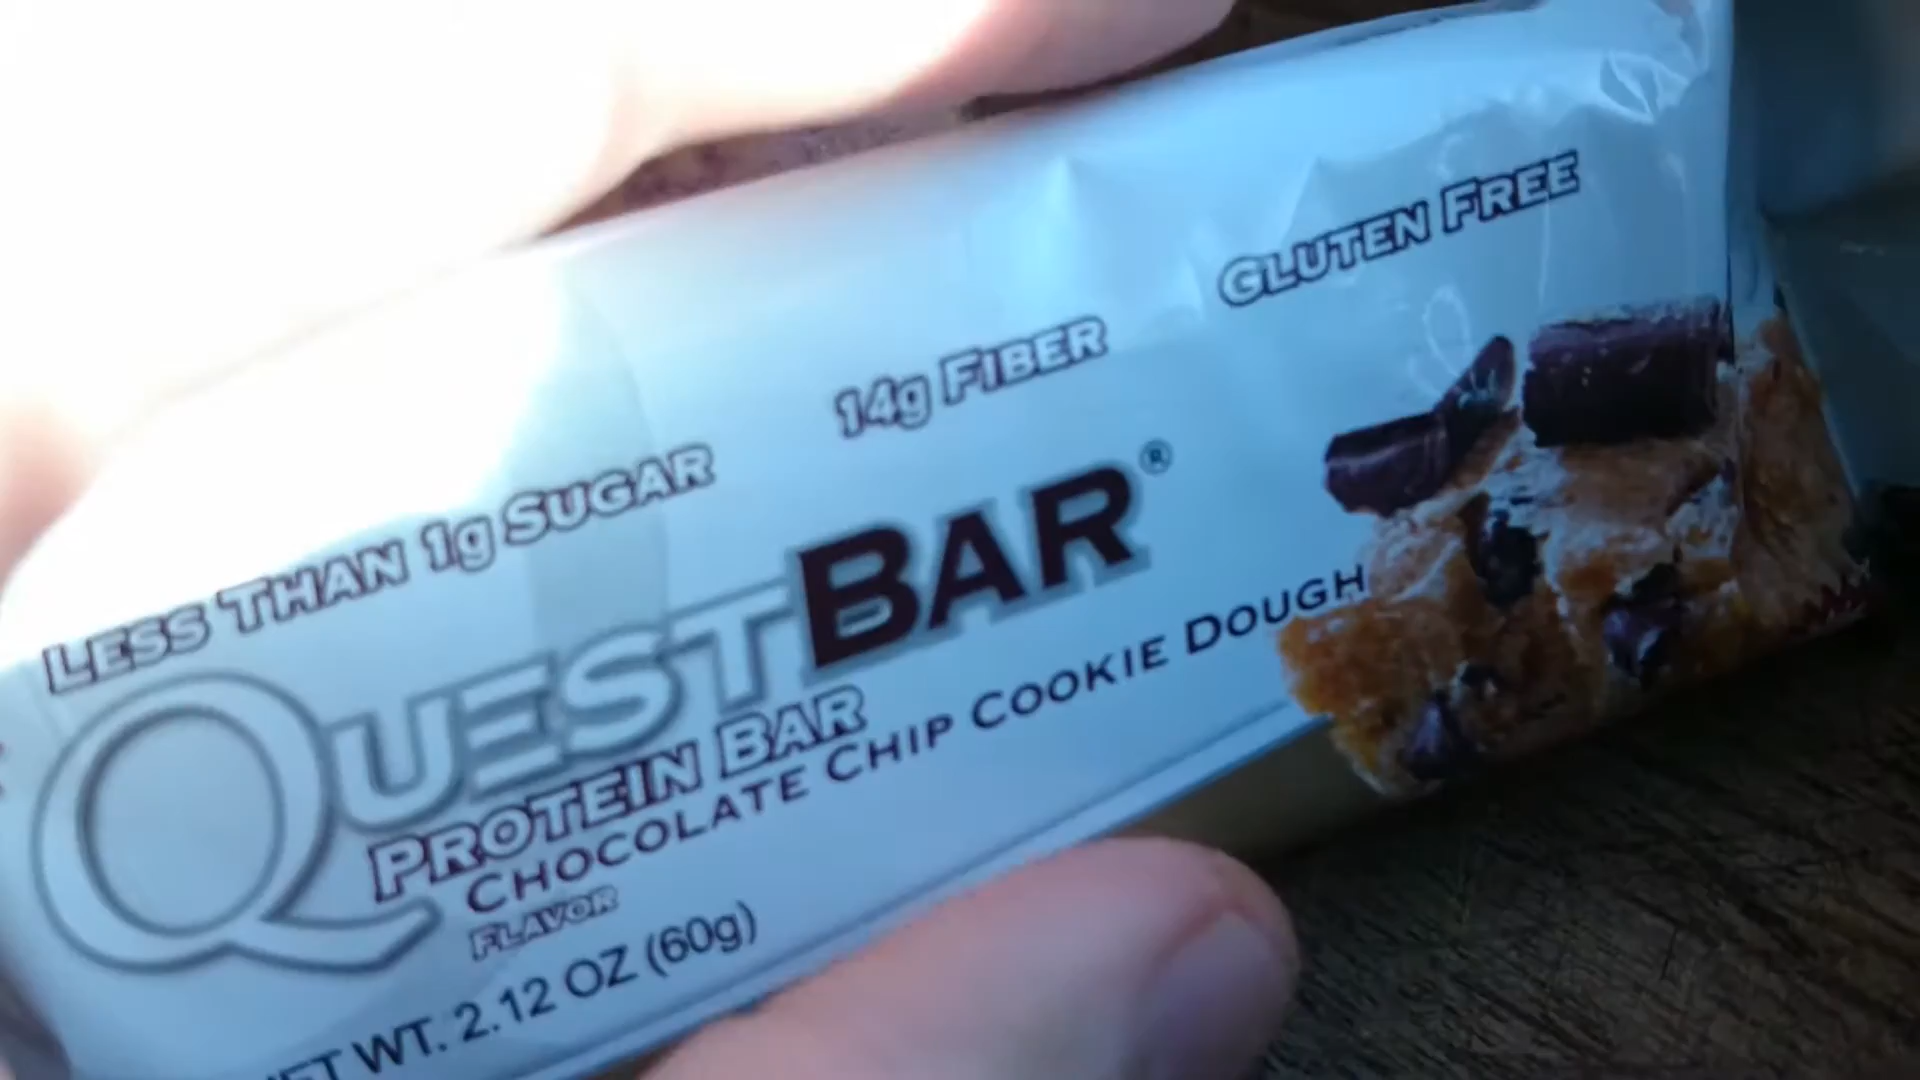 LESS THAN 1g SUGAR
14g FIBER
GLUTEN FREE
QUESTBAR®
PROTEIN BAR
CHOCOLATE CHIP COOKIE DOUGH
FLAVOR
NET WT. 2.12 OZ (60g)